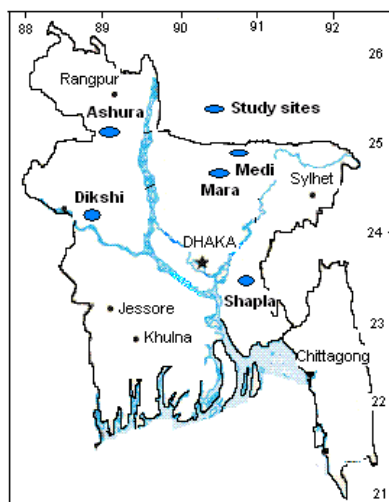 88 89 90 91 92
26
Rangpur
Ashura
Study sites
25
Medi
Mara
Sylhet
Dikshi
24
DHAKA
Shapla
23
Jessore
Khulna
Chittagong
22
21